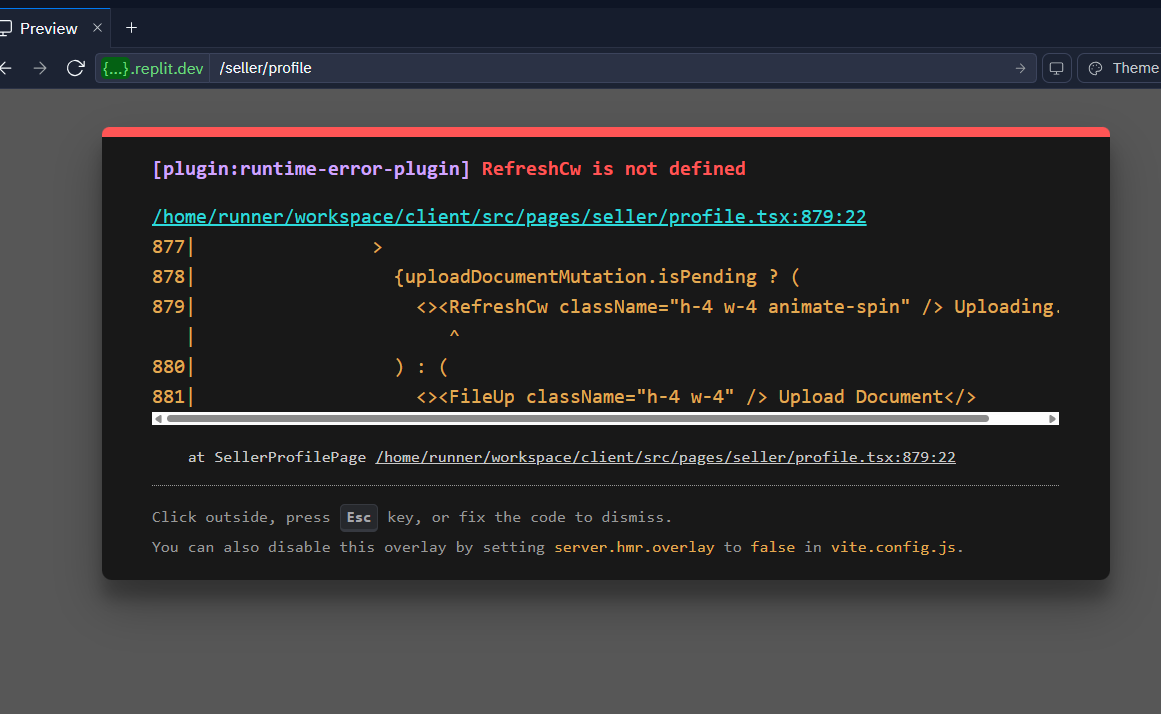 Preview
{...}.replit.dev /seller/profile Theme
[plugin:runtime-error-plugin] RefreshCw is not defined
/home/runner/workspace/client/src/pages/seller/profile.tsx:879:22
877| >
878| {uploadDocumentMutation.isPending ? (
879| <><RefreshCw className="h-4 w-4 animate-spin" /> Uploading.
| ^
880| ) : (
881| <><FileUp className="h-4 w-4" /> Upload Document</>
at SellerProfilePage /home/runner/workspace/client/src/pages/seller/profile.tsx:879:22
Click outside, press Esc key, or fix the code to dismiss.
You can also disable this overlay by setting server.hmr.overlay to false in vite.config.js.